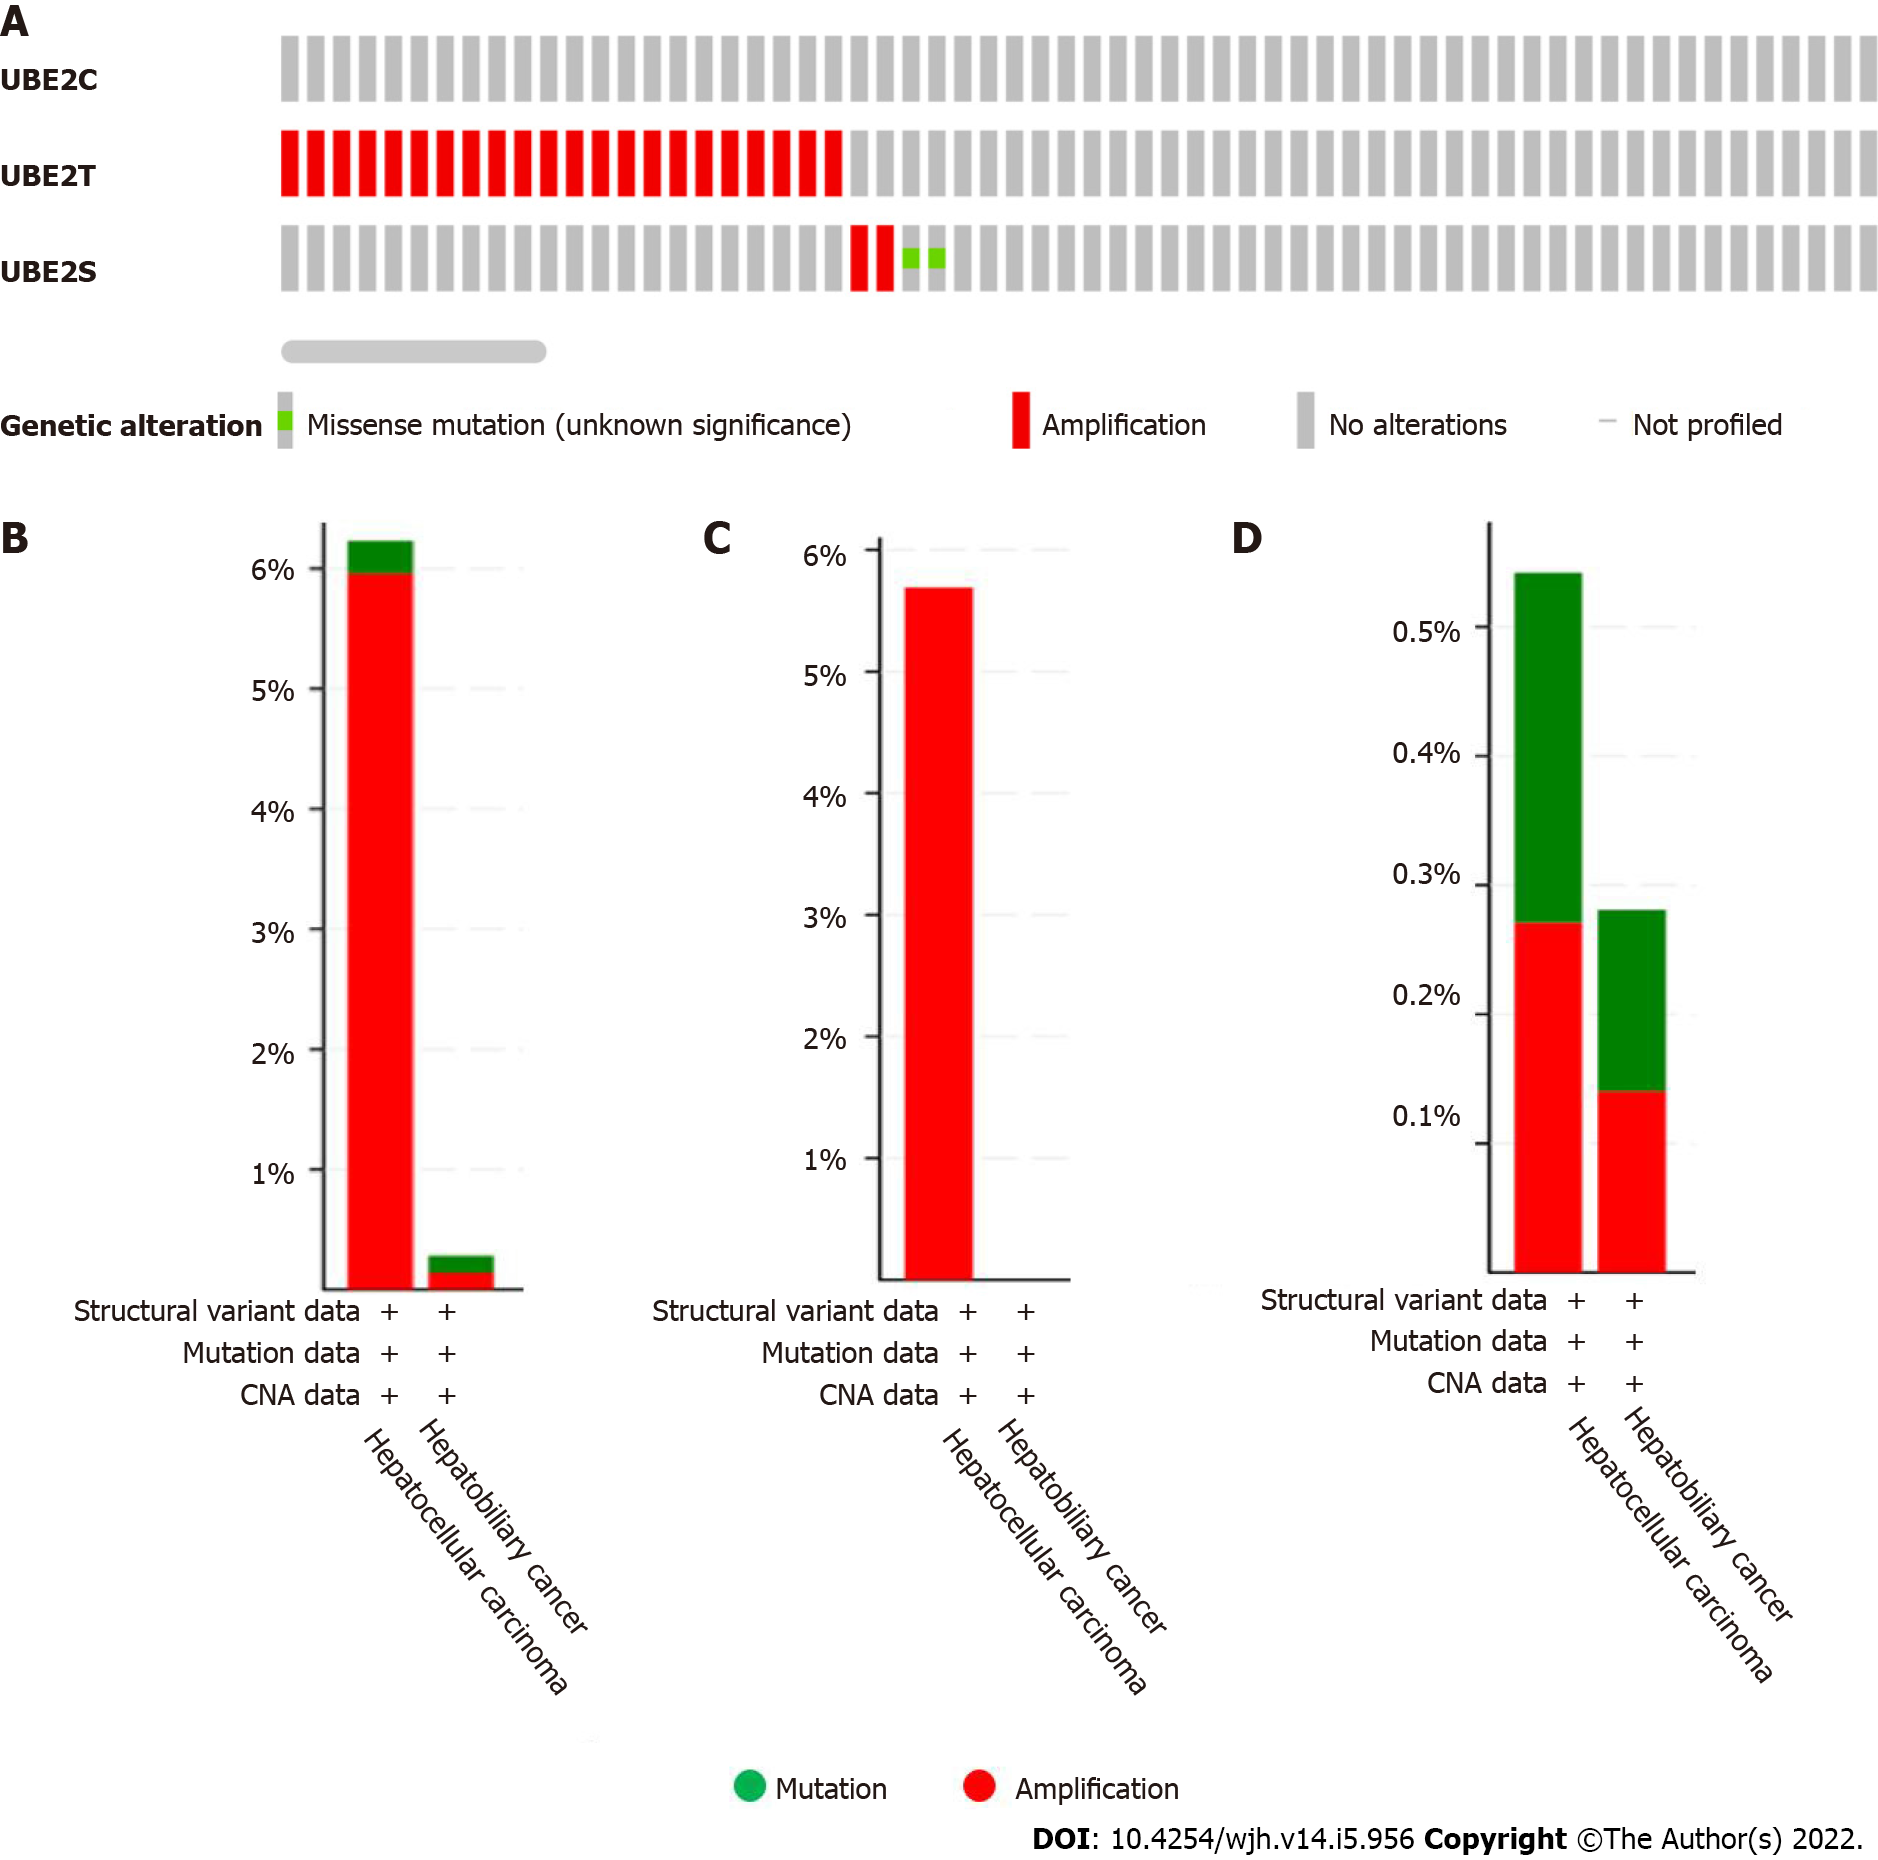 A
UBE2C
UBE2T
UBE2S
Genetic alteration Missense mutation (unknown significance) Amplification No alterations Not profiled
B
6%
5%
4%
3%
2%
1%
Structural variant data + +
Mutation data + +
CNA data + +
Hepatocellular carcinoma
Hepatobiliary cancer
C
6%
5%
4%
3%
2%
1%
Structural variant data + +
Mutation data + +
CNA data + +
Hepatocellular carcinoma
Hepatobiliary cancer
D
0.5%
0.4%
0.3%
0.2%
0.1%
Structural variant data + +
Mutation data + +
CNA data + +
Hepatocellular carcinoma
Hepatobiliary cancer
Mutation Amplification
DOI: 10.4254/wjh.v14.i5.956 Copyright ©The Author(s) 2022.